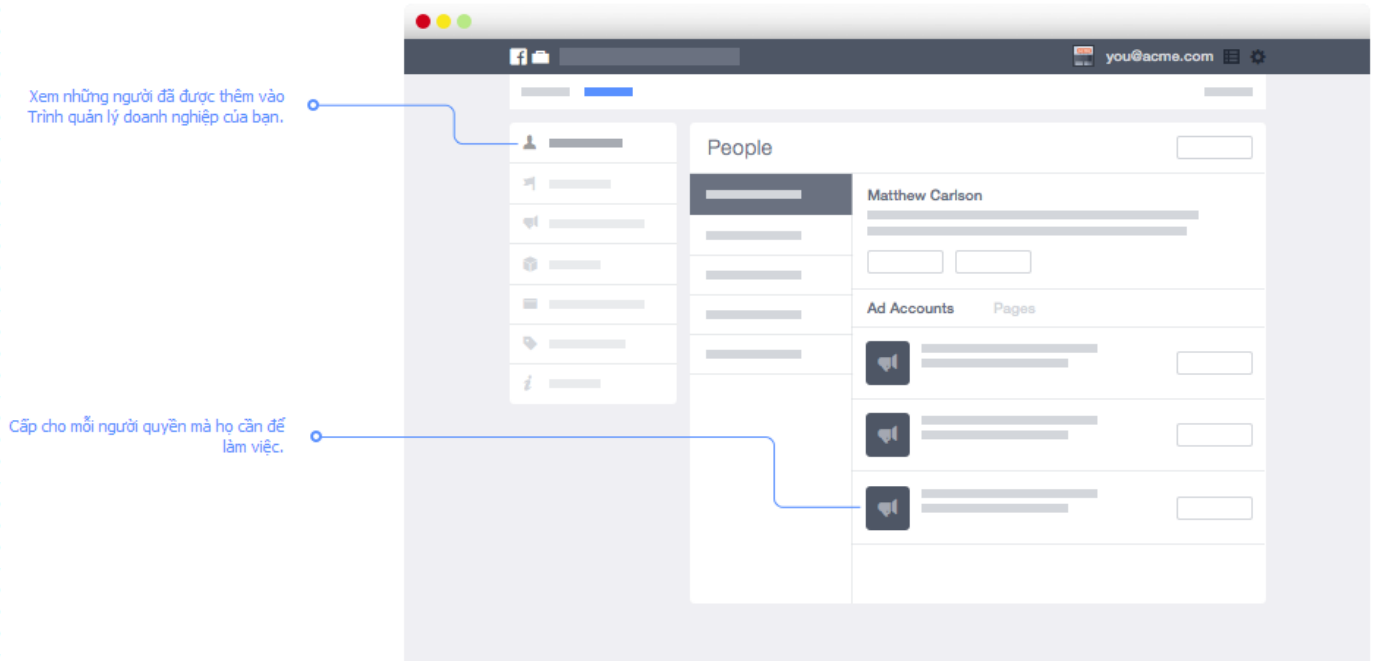 you@acme.com
Xem những người đã được thêm vào
Trình quản lý doanh nghiệp của bạn.
People
Matthew Carlson
Ad Accounts Pages
Cấp cho mỗi người quyền mà họ cần để
làm việc.